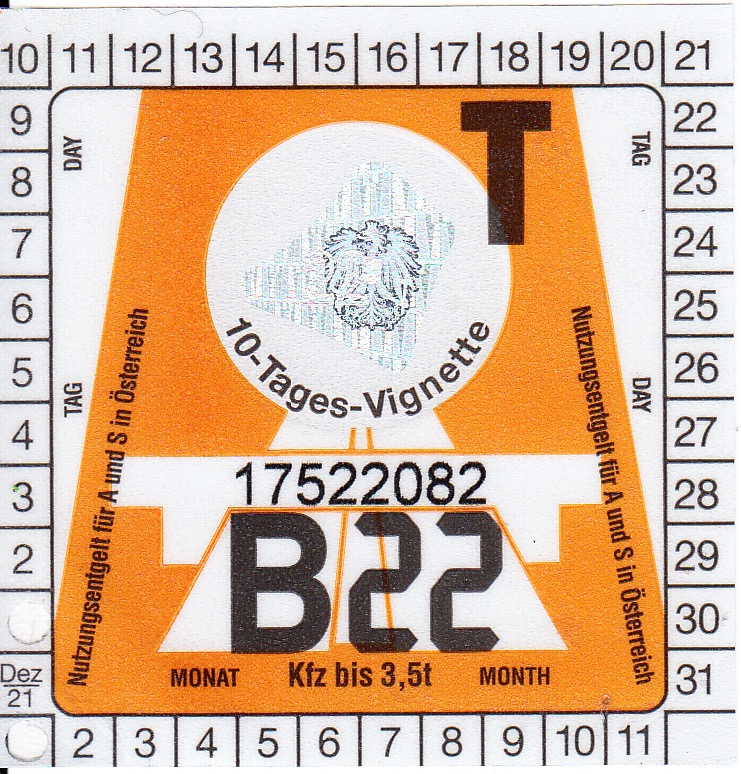 10 11 12 13 14 15 16 17 18 19 20 21
9 22
8 23
7 24
6 25
5 26
4 27
3 28
2 29
30
Dez 31
21
2 3 4 5 6 7 8 9 10 11
DAY
TAG
TAG
DAY
T
10-Tages-Vignette
Nutzungsentgelt für A und S in Österreich
Nutzungsentgelt für A und S in Österreich
17522082
B22
MONAT Kfz bis 3,5t MONTH